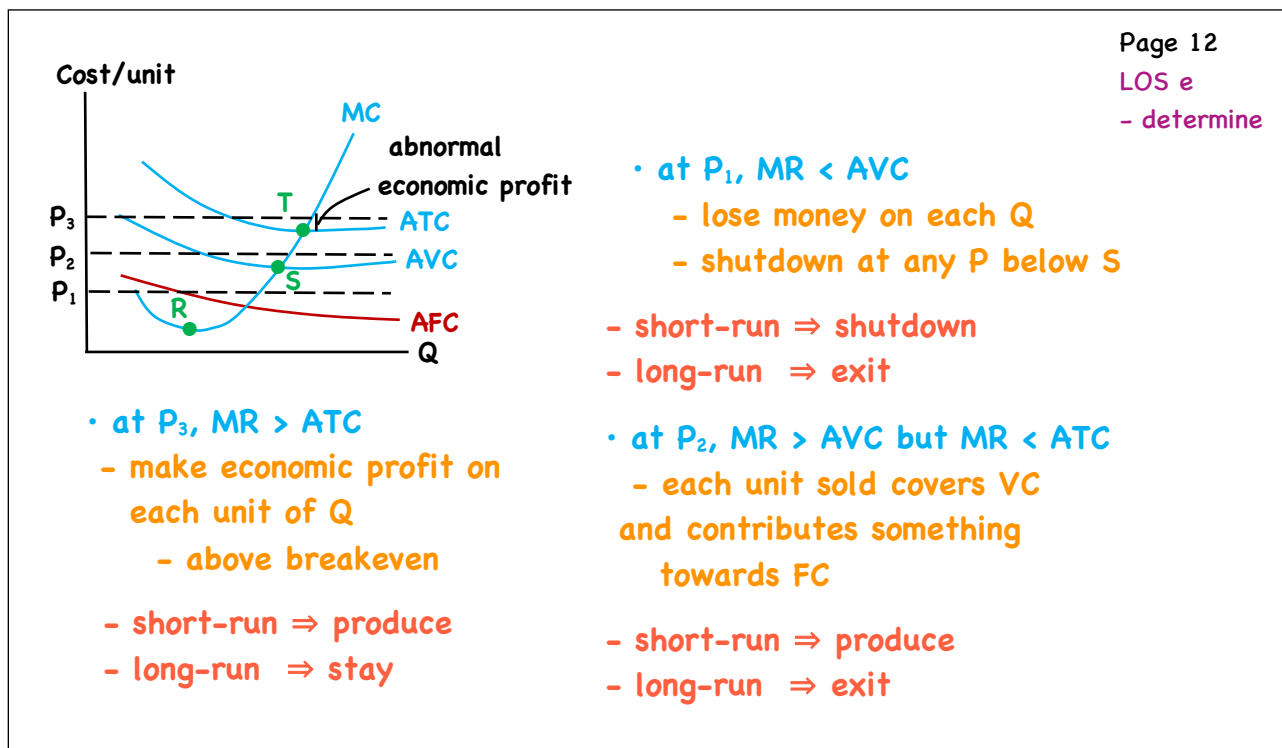 Page 12
LOS e
- determine
Cost/unit
MC
abnormal
economic profit
T
P₃
ATC
P₂
AVC
S
P₁
R
AFC
Q
• at P₁, MR < AVC
- lose money on each Q
- shutdown at any P below S
- short-run ⇒ shutdown
- long-run ⇒ exit
• at P₃, MR > ATC
- make economic profit on
each unit of Q
- above breakeven
- short-run ⇒ produce
- long-run ⇒ stay
• at P₂, MR > AVC but MR < ATC
- each unit sold covers VC
and contributes something
towards FC
- short-run ⇒ produce
- long-run ⇒ exit